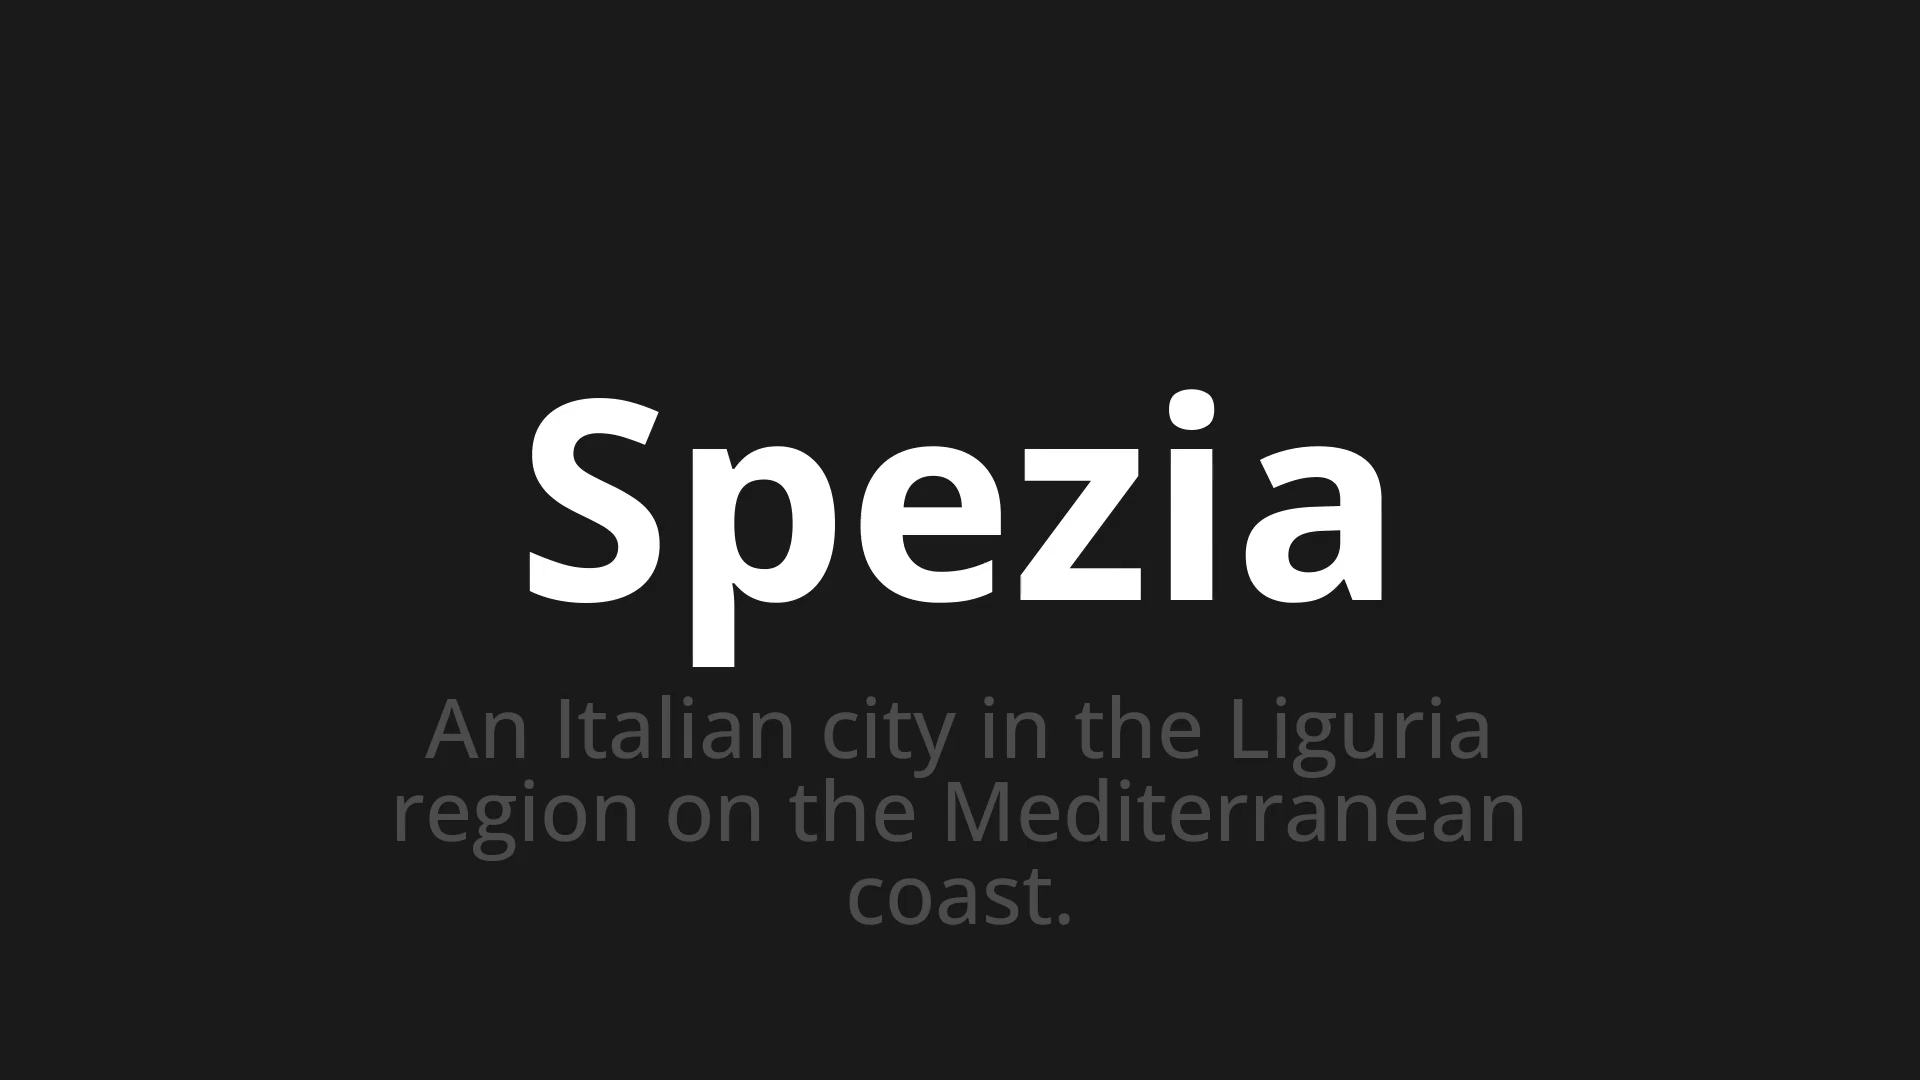 Spezia
An Italian city in the Liguria
region on the Mediterranean
coast.